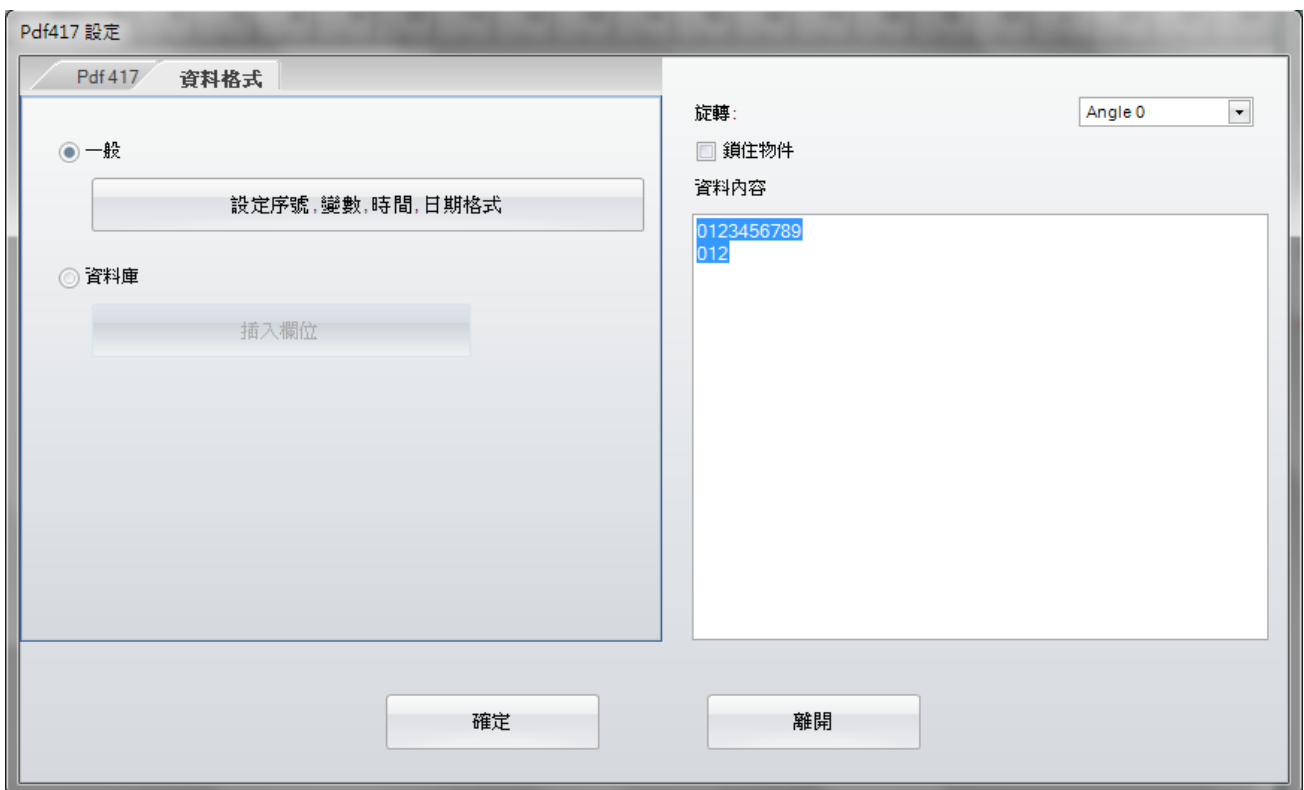 Pdf417 設定
Pdf417
資料格式
一般
設定序號,變數,時間,日期格式
資料庫
插入欄位
旋轉:
Angle 0
鎖住物件
資料內容
0123456789
012
確定
離開